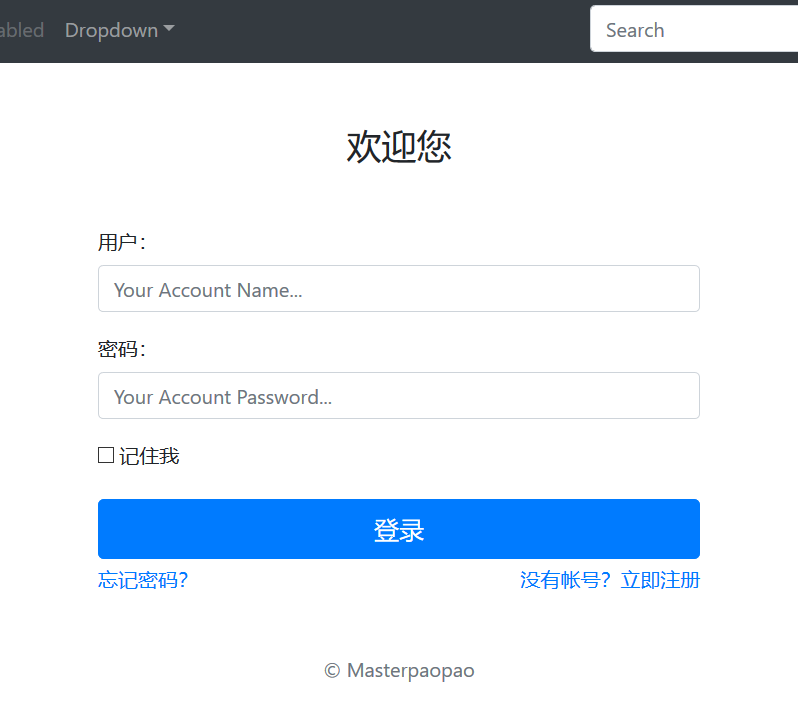 abled Dropdown Search
欢迎您
用户：
Your Account Name...
密码：
Your Account Password...
记住我
登录
忘记密码？ 没有帐号？立即注册
© Masterpaopao